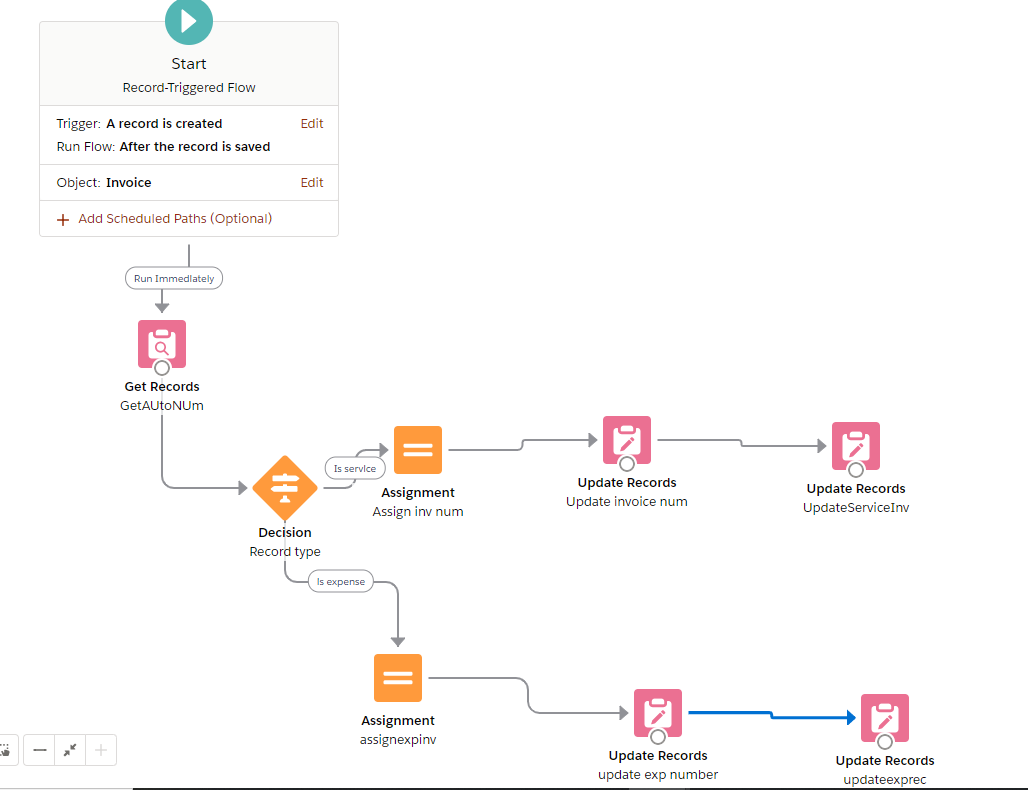 Start
Record-Triggered Flow
Trigger: A record is created Edit
Run Flow: After the record is saved
Object: Invoice Edit
+ Add Scheduled Paths (Optional)
Run Immediately
Get Records
GetAUtoNUm
Is service
Assignment
Assign inv num
Update Records
Update invoice num
Update Records
UpdateServiceInv
Decision
Record type
Is expense
Assignment
assignexpinv
Update Records
update exp number
Update Records
updateexprec